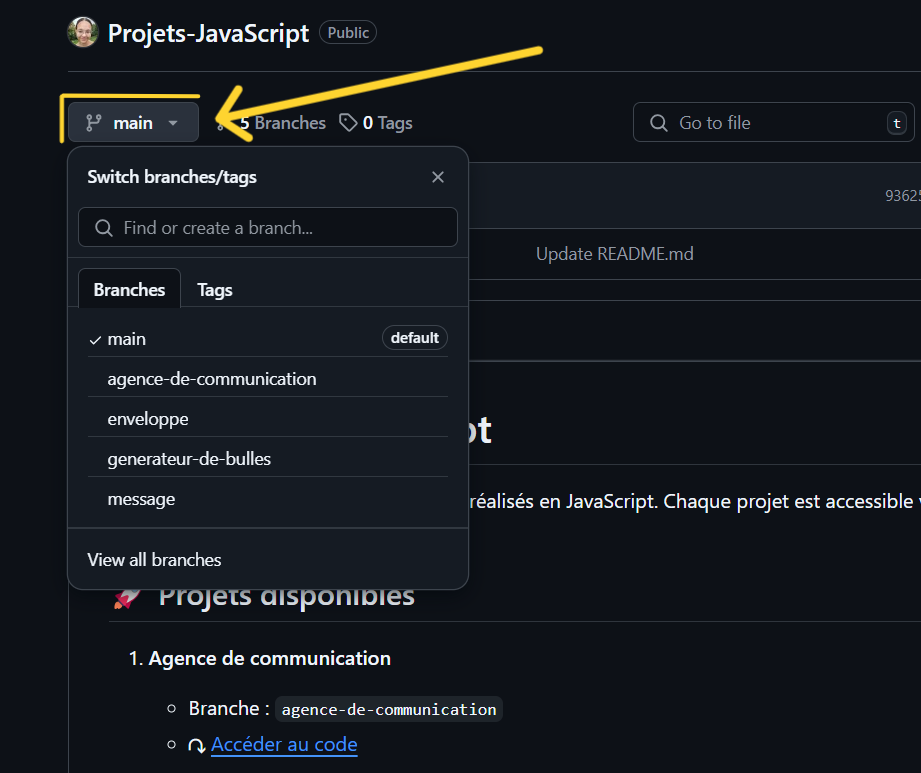 Projets-JavaScript Public
main 5 Branches 0 Tags Go to file t
Switch branches/tags
Find or create a branch...
Branches Tags
main default
agence-de-communication
enveloppe
generateur-de-bulles
message
View all branches
Update README.md
réalisés en JavaScript. Chaque projet est accessible
Projets disponibles
1. Agence de communication
Branche : agence-de-communication
Accéder au code